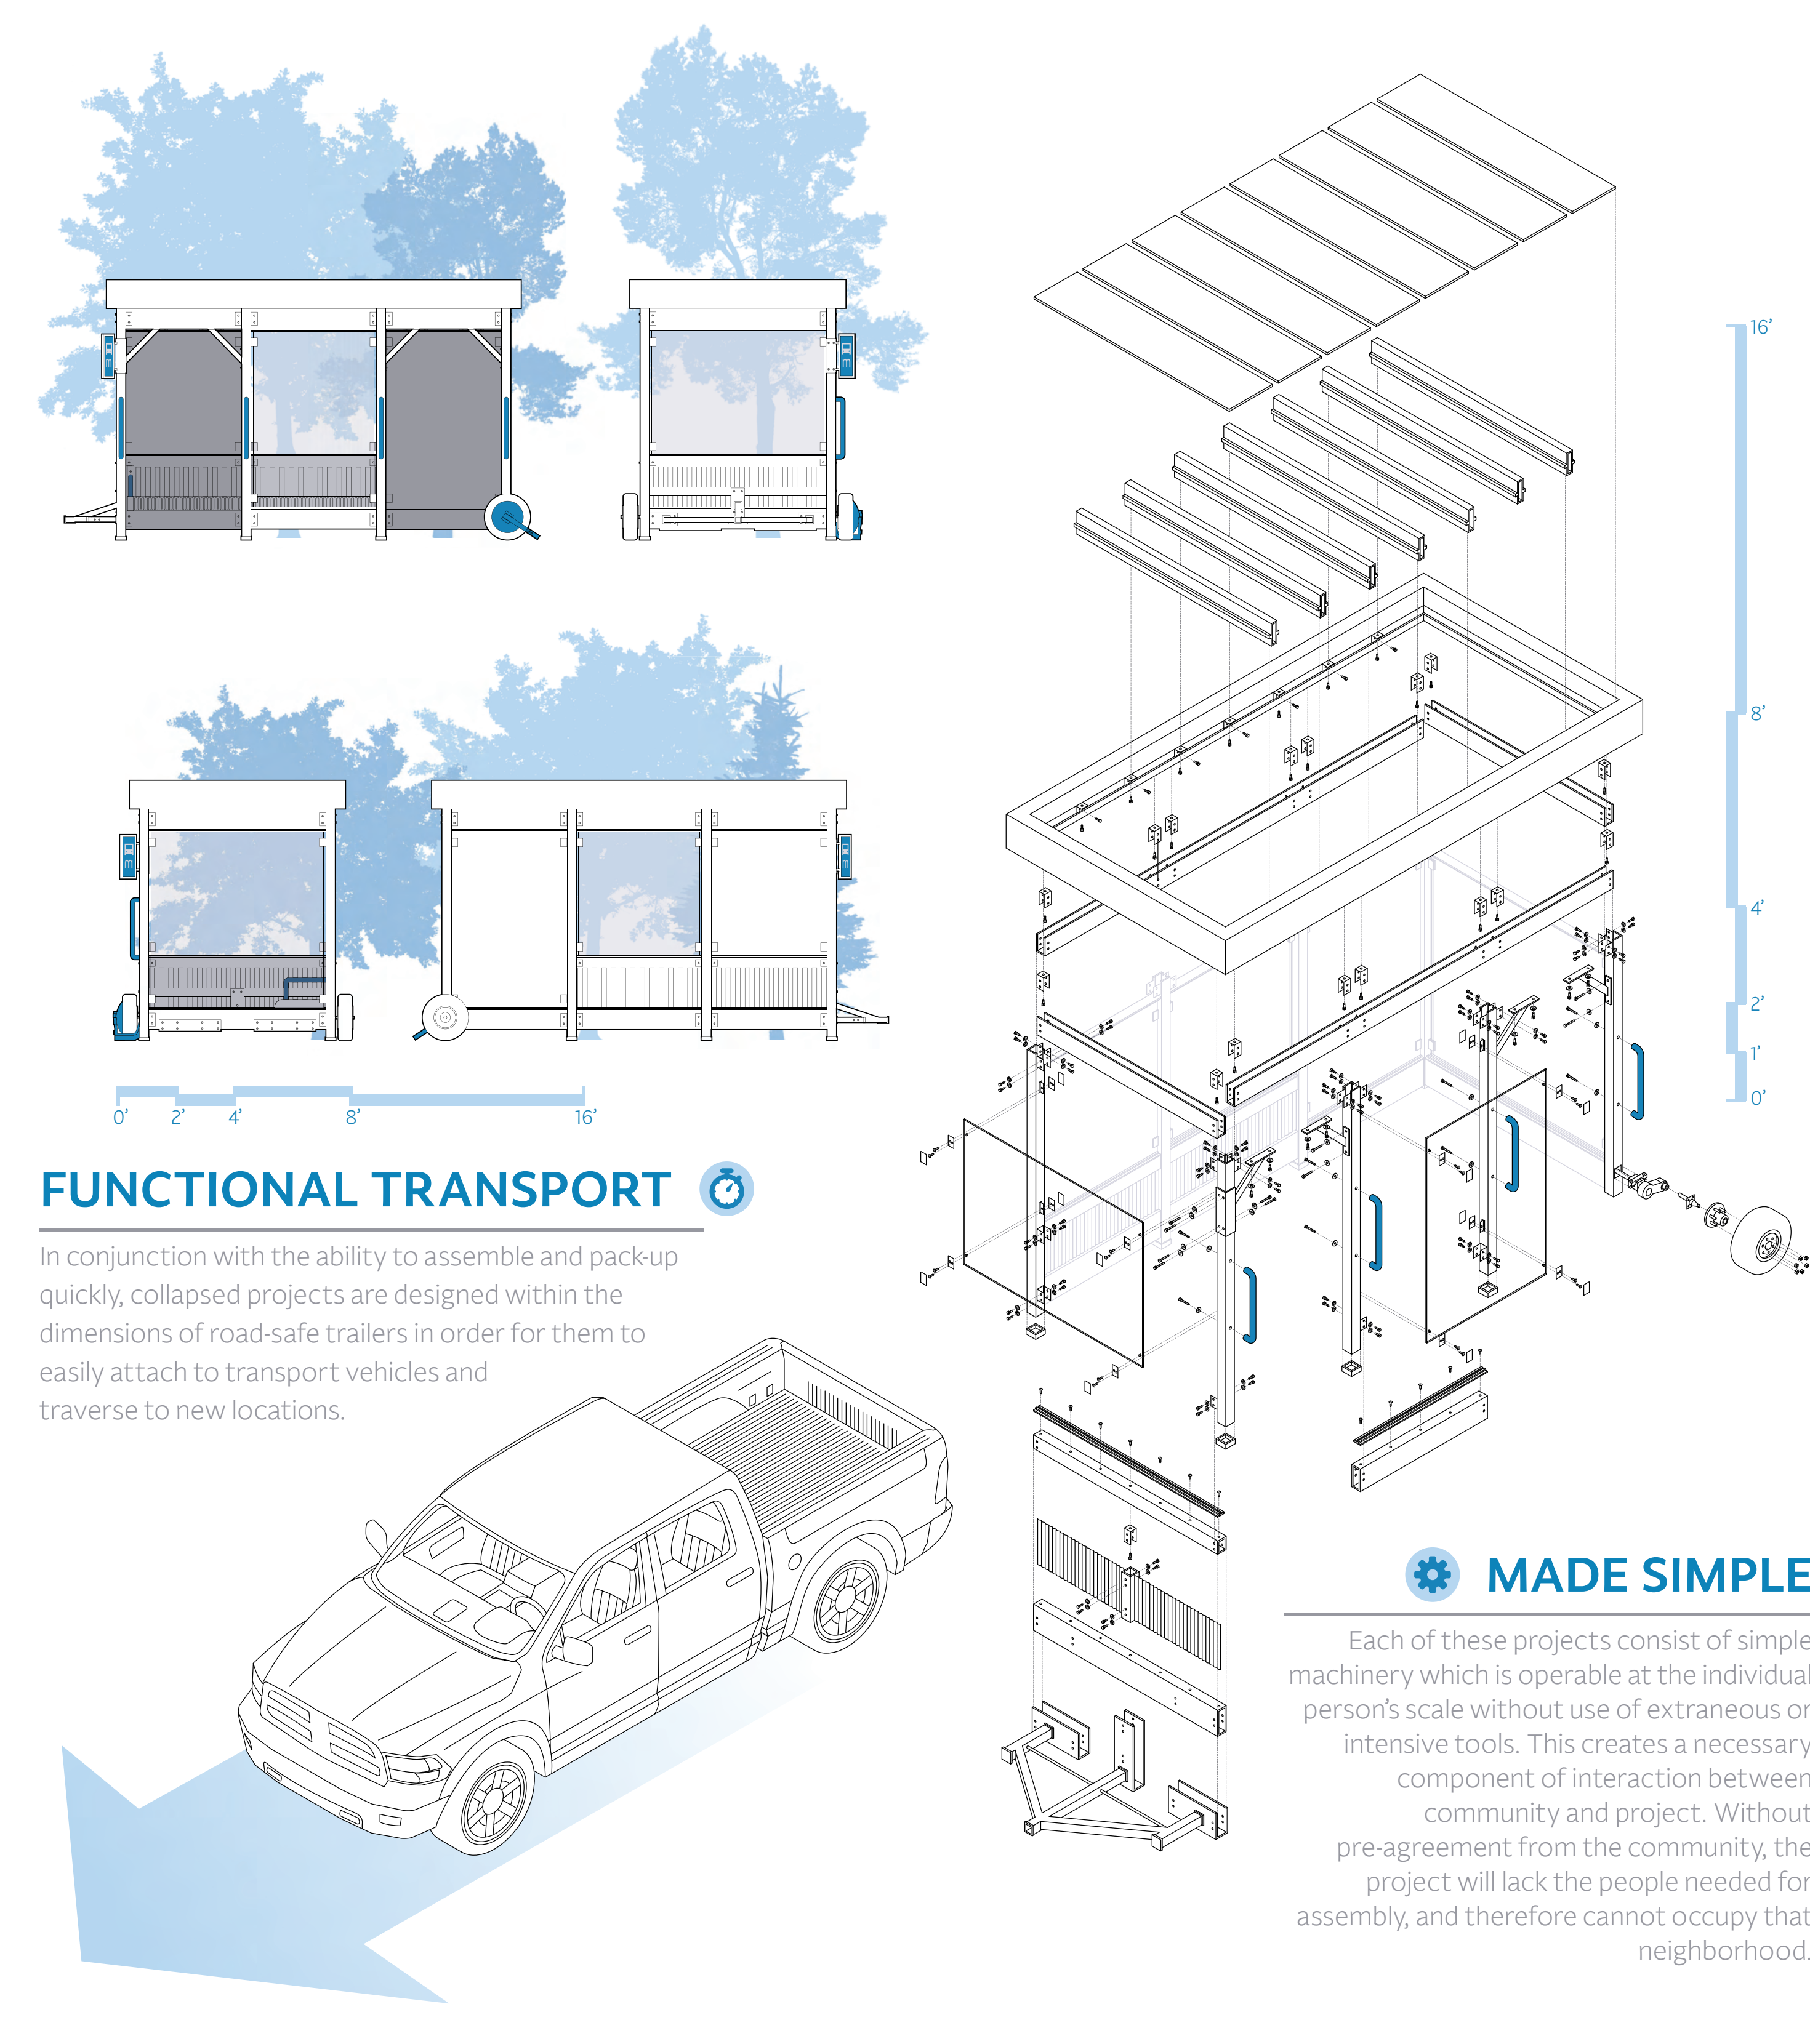 16’
8’
4’
2’
1’
0’
0’ 2’ 4’ 8’ 16’
FUNCTIONAL TRANSPORT
In conjunction with the ability to assemble and pack-up
quickly, collapsed projects are designed within the
dimensions of road-safe trailers in order for them to
easily attach to transport vehicles and
traverse to new locations.
MADE SIMPLE
Each of these projects consist of simple
machinery which is operable at the individual
person’s scale without use of extraneous or
intensive tools. This creates a necessary
component of interaction between
community and project. Without
pre-agreement from the community, the
project will lack the people needed for
assembly, and therefore cannot occupy that
neighborhood.